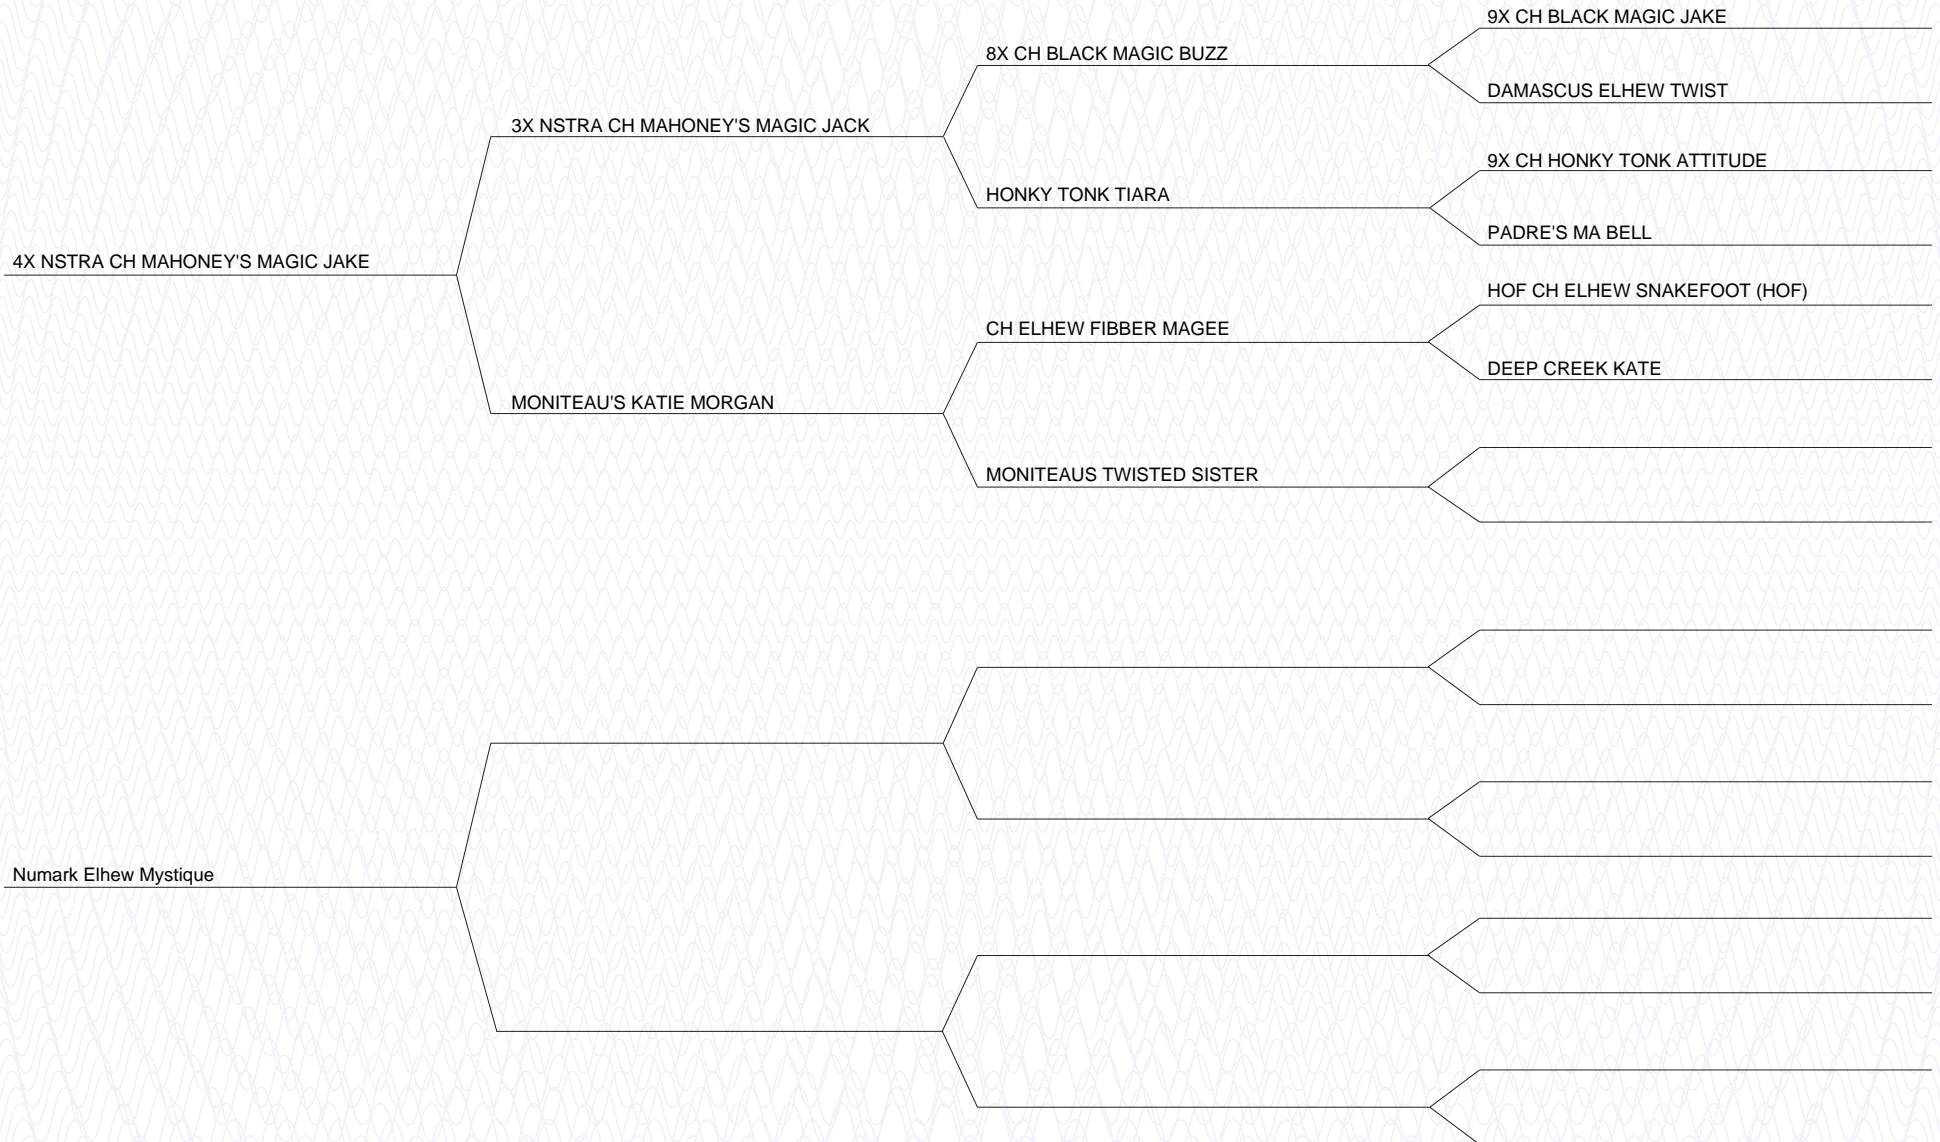 9X CH BLACK MAGIC JAKE
8X CH BLACK MAGIC BUZZ
DAMASCUS ELHEW TWIST
3X NSTRA CH MAHONEY'S MAGIC JACK
9X CH HONKY TONK ATTITUDE
HONKY TONK TIARA
PADRE'S MA BELL
4X NSTRA CH MAHONEY'S MAGIC JAKE
HOF CH ELHEW SNAKEFOOT (HOF)
CH ELHEW FIBBER MAGEE
DEEP CREEK KATE
MONITEAU'S KATIE MORGAN
MONITEAUS TWISTED SISTER
Numark Elhew Mystique